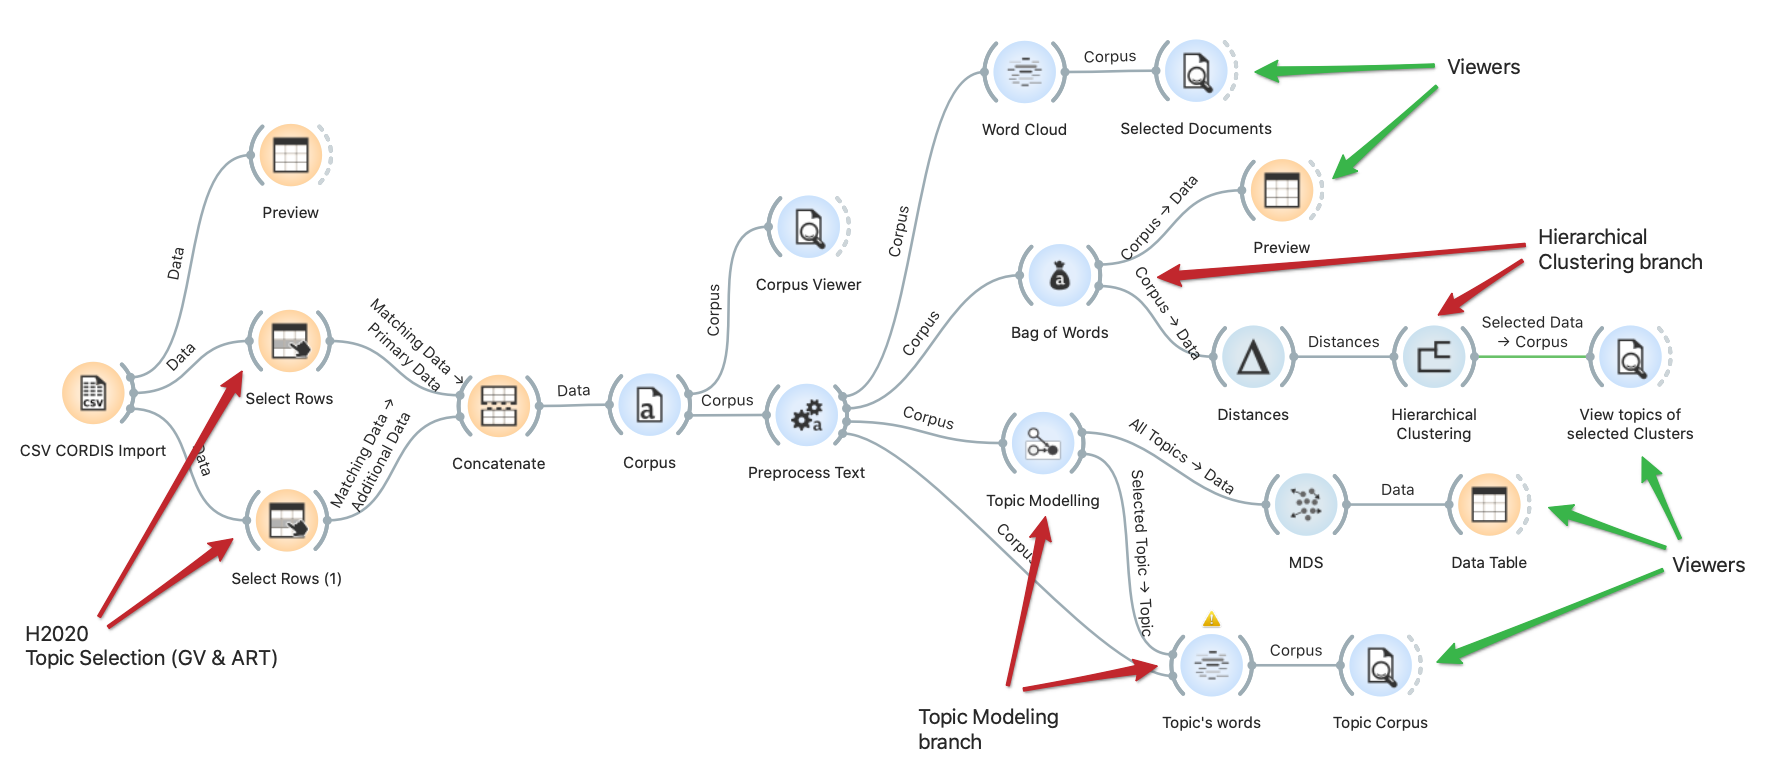 Corpus
Viewers
Word Cloud
Selected Documents
Data
Preview
Corpus
Corpus → Data
Preview
Hierarchical
Clustering branch
Corpus Viewer
Corpus
Corpus
Bag of Words
Corpus → Data
Selected Data
→ Corpus
Distances
Data
Select Rows
Matching Data →
Primary Data
CSV CORDIS Import
Data
Matching Data →
Additional Data
Concatenate
Data
Corpus
Corpus
Preprocess Text
Distances
Hierarchical
Clustering
View topics of
selected Clusters
Corpus
Topic Modelling
All Topics → Data
Selected Topic → Topic
MDS
Data
Data Table
Viewers
Select Rows (1)
Corpus
H2020
Topic Selection (GV & ART)
Topic Modeling
branch
Topic's words
Corpus
Topic Corpus
CSV
a
a
a